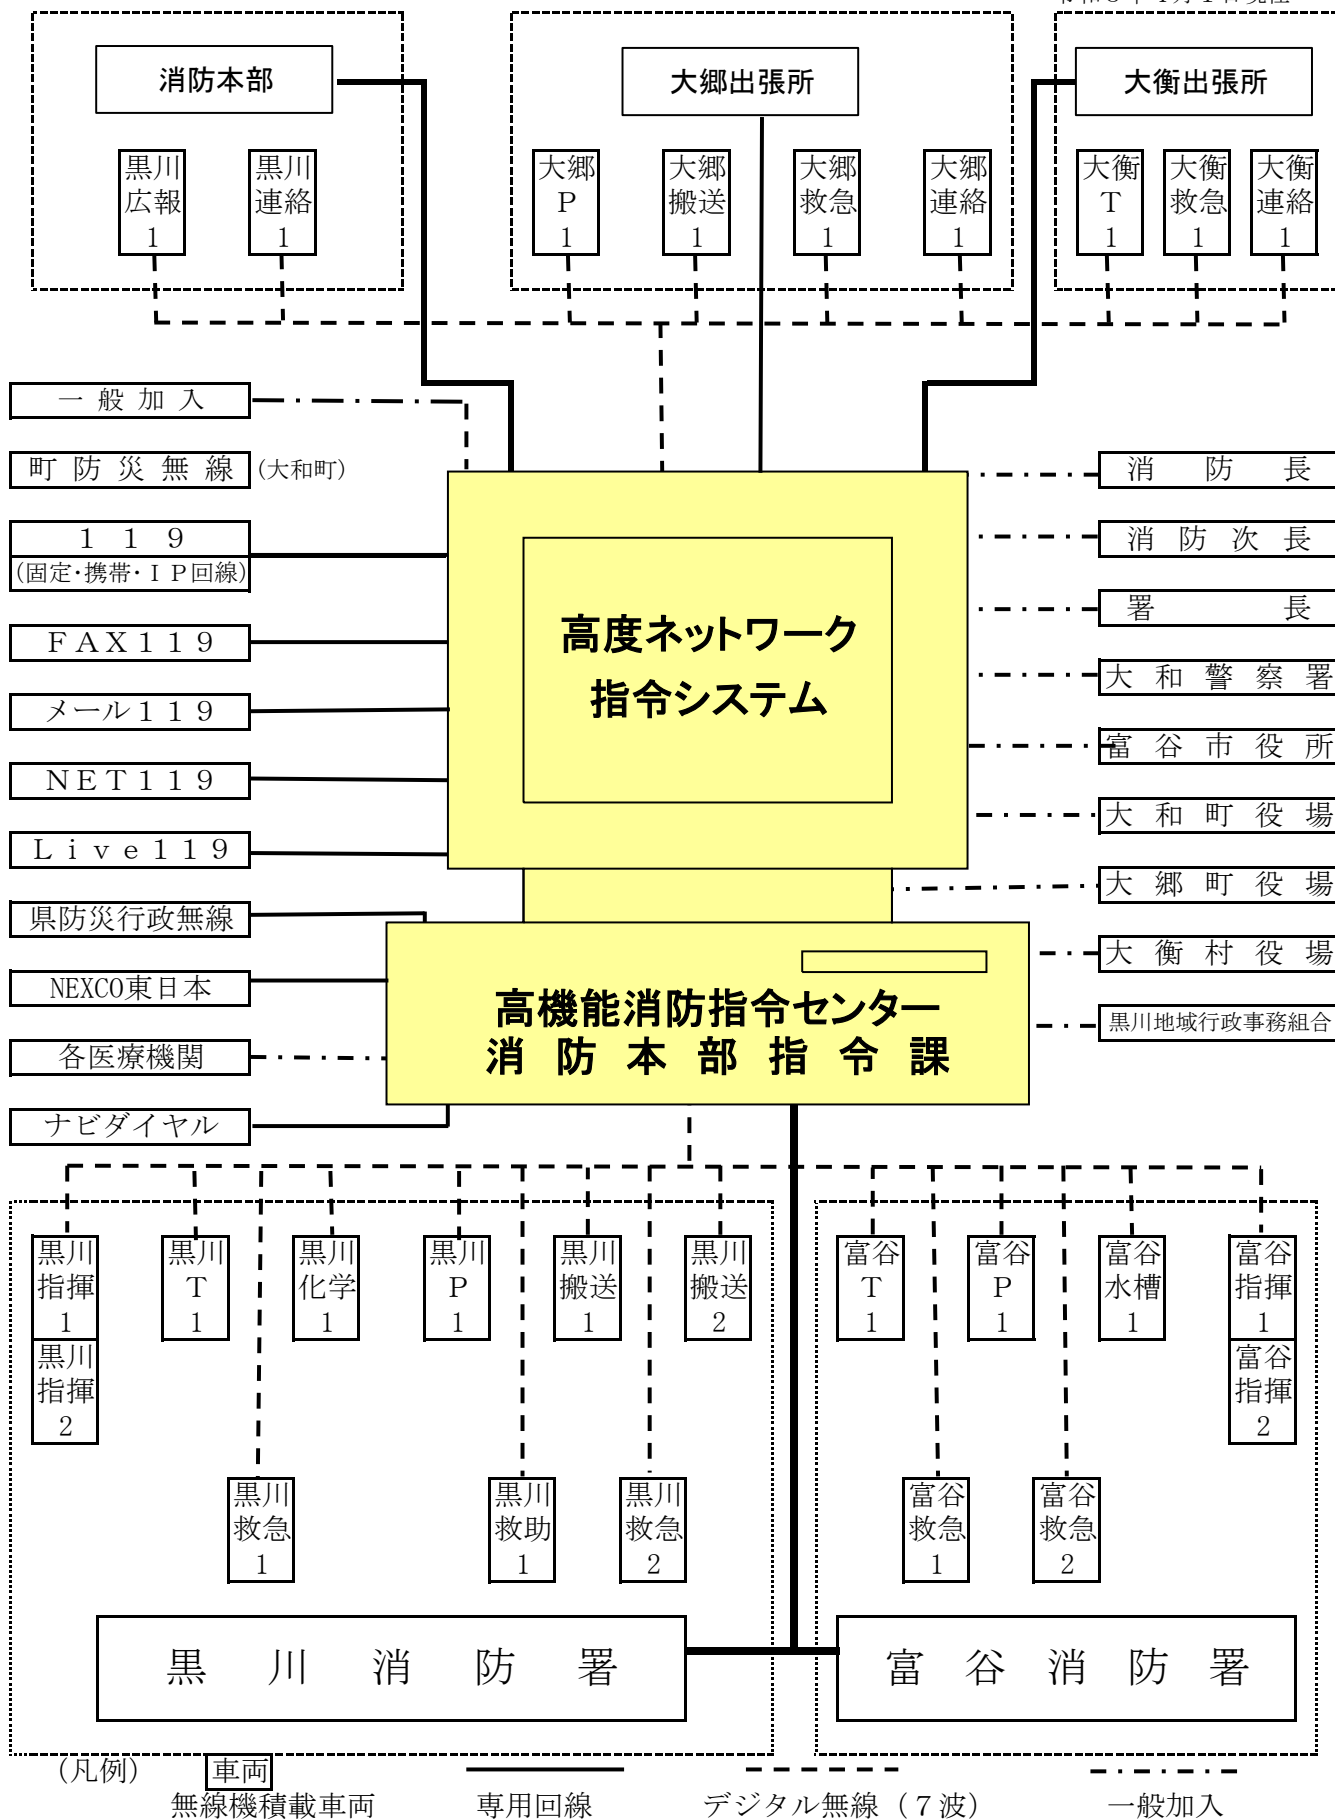 消防本部
大郷出張所
大衡出張所
黒川
広報
1
黒川
連絡
1
大郷
P
1
大郷
搬送
1
大郷
救急
1
大郷
連絡
1
大衡
T
1
大衡
救急
1
大衡
連絡
1
一般加入
町防災無線 (大和町)
119
(固定・携帯・IP回線)
FAX119
メール119
NET119
Live119
県防災行政無線
NEXCO東日本
各医療機関
ナビダイヤル
高度ネットワーク
指令システム
高機能消防指令センター
消防本部指令課
消防長
消防次長
署長
大和警察署
富谷市役所
大和町役場
大郷町役場
大衡村役場
黒川地域行政事務組合
黒川
指揮
1
黒川
指揮
2
黒川
T
1
黒川
化学
1
黒川
P
1
黒川
搬送
1
黒川
搬送
2
富谷
T
1
富谷
P
1
富谷
水槽
1
富谷
指揮
1
富谷
指揮
2
黒川
救急
1
黒川
救助
1
黒川
救急
2
富谷
救急
1
富谷
救急
2
黒川消防署
富谷消防署
(凡例) 車両
無線機積載車両 専用回線 デジタル無線(7波) 一般加入